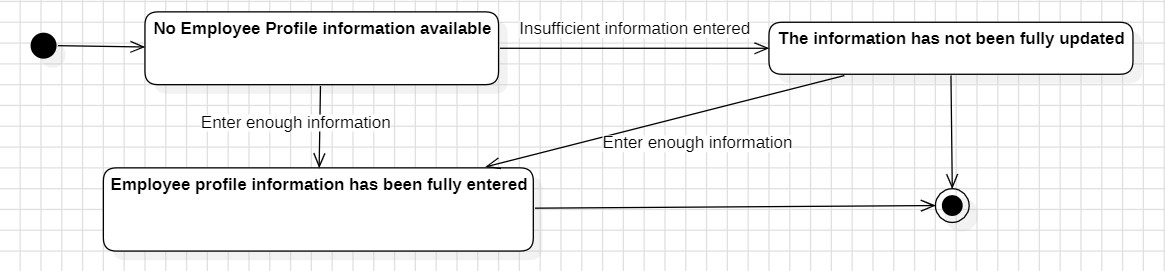 No Employee Profile information available
Insufficient information entered
The information has not been fully updated
Enter enough information
Enter enough information
Employee profile information has been fully entered